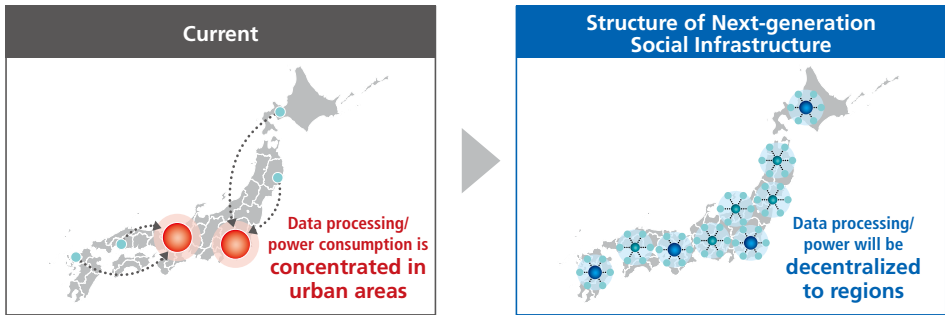 Current
Data processing/
power consumption is
concentrated in
urban areas
Structure of Next-generation
Social Infrastructure
Data processing/
power will be
decentralized
to regions